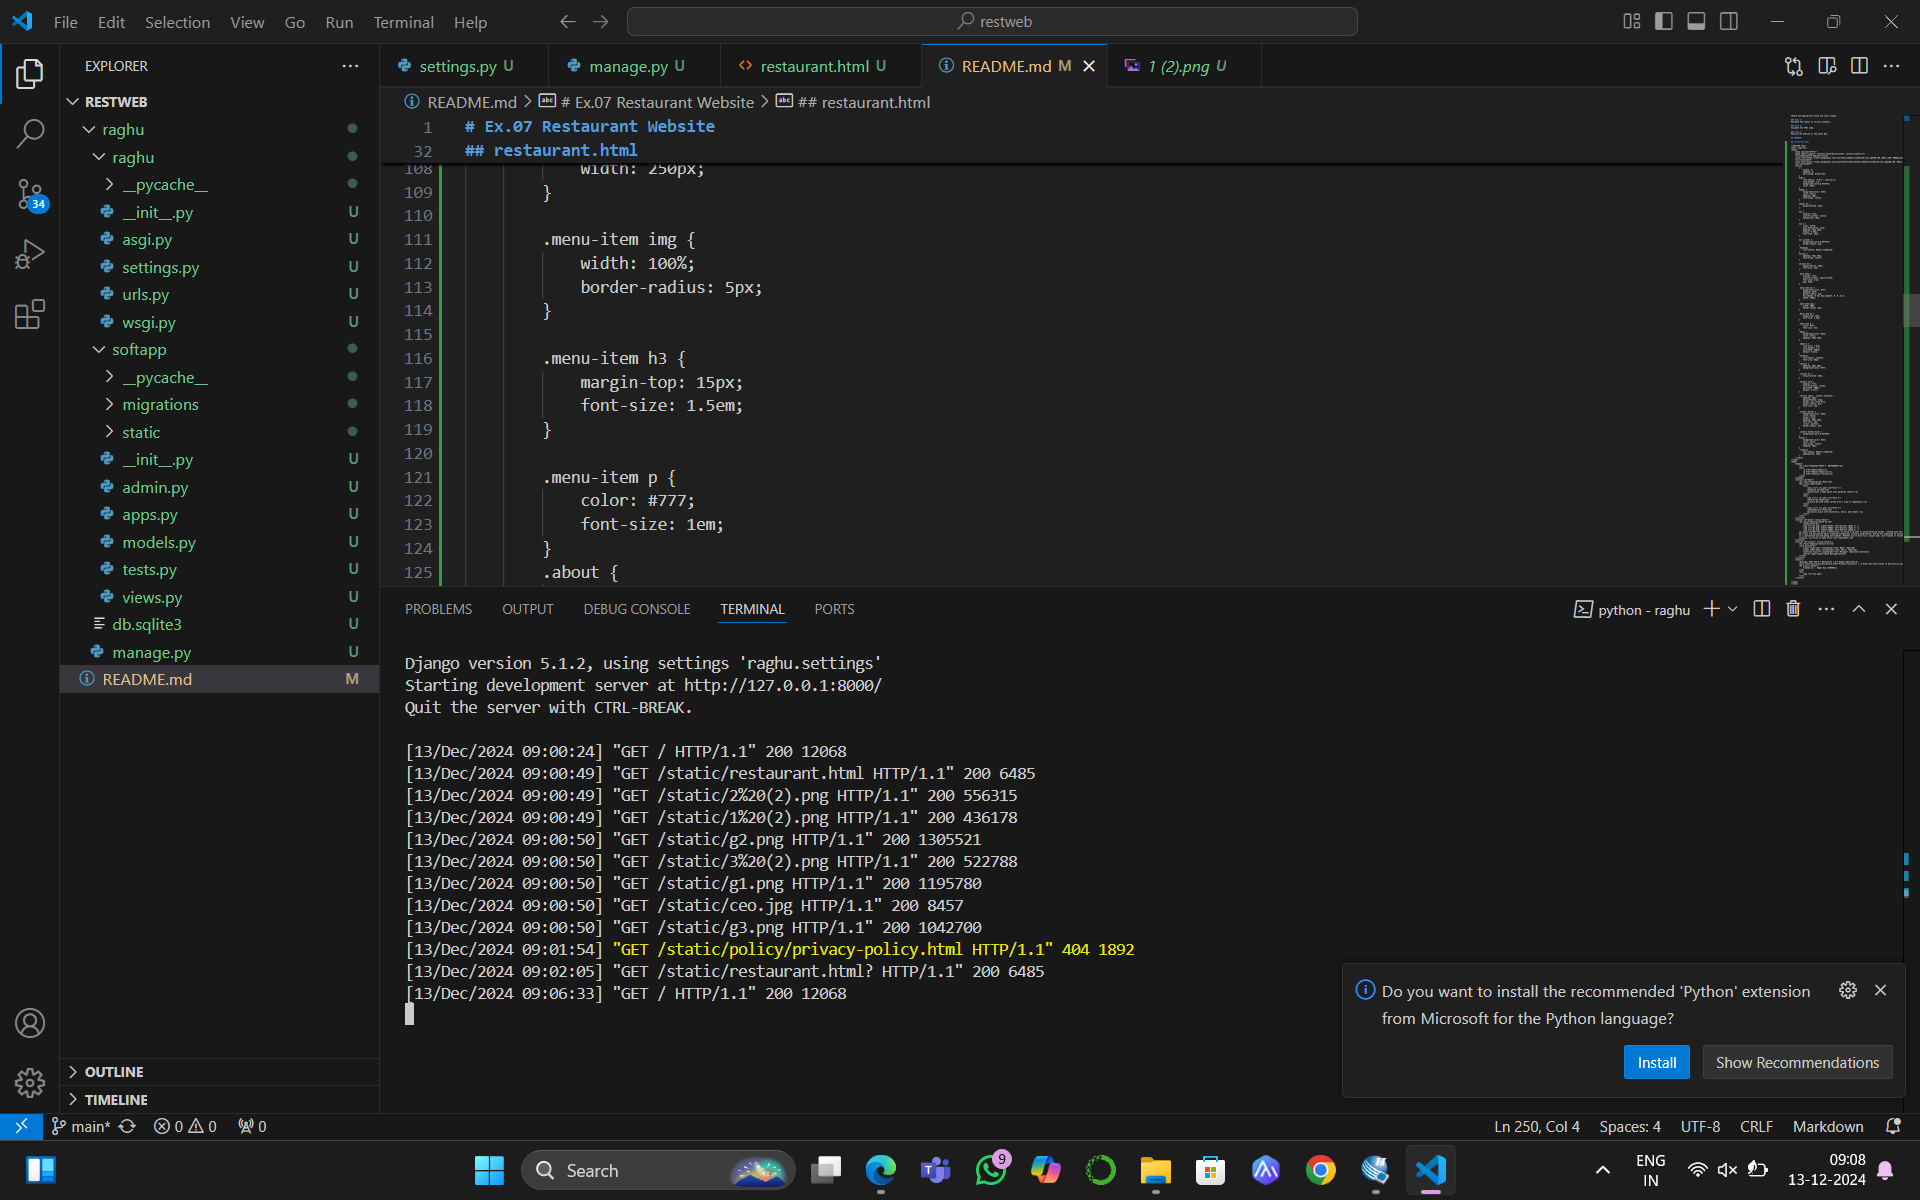 File Edit Selection View Go Run Terminal Help
restweb
EXPLORER
settings.py U
manage.py U
restaurant.html U
README.md M
1 (2).png U
README.md > # Ex.07 Restaurant Website > ## restaurant.html
RESTWEB
raghu
raghu
__pycache__
__init__.py U
asgi.py U
settings.py U
urls.py U
wsgi.py U
softapp
__pycache__
migrations
static
__init__.py U
admin.py U
apps.py U
models.py U
tests.py U
views.py U
db.sqlite3 U
manage.py U
README.md M
OUTLINE
TIMELINE
34
1 # Ex.07 Restaurant Website
32 ## restaurant.html
108 width: 250px;
109 }
110
111 .menu-item img {
112 width: 100%;
113 border-radius: 5px;
114 }
115
116 .menu-item h3 {
117 margin-top: 15px;
118 font-size: 1.5em;
119 }
120
121 .menu-item p {
122 color: #777;
123 font-size: 1em;
124 }
125 .about {
PROBLEMS OUTPUT DEBUG CONSOLE TERMINAL PORTS
python - raghu
Django version 5.1.2, using settings 'raghu.settings'
Starting development server at http://127.0.0.1:8000/
Quit the server with CTRL-BREAK.
[13/Dec/2024 09:00:24] "GET / HTTP/1.1" 200 12068
[13/Dec/2024 09:00:49] "GET /static/restaurant.html HTTP/1.1" 200 6485
[13/Dec/2024 09:00:49] "GET /static/2%20(2).png HTTP/1.1" 200 556315
[13/Dec/2024 09:00:49] "GET /static/1%20(2).png HTTP/1.1" 200 436178
[13/Dec/2024 09:00:50] "GET /static/g2.png HTTP/1.1" 200 1305521
[13/Dec/2024 09:00:50] "GET /static/3%20(2).png HTTP/1.1" 200 522788
[13/Dec/2024 09:00:50] "GET /static/g1.png HTTP/1.1" 200 1195780
[13/Dec/2024 09:00:50] "GET /static/ceo.jpg HTTP/1.1" 200 8457
[13/Dec/2024 09:00:50] "GET /static/g3.png HTTP/1.1" 200 1042700
[13/Dec/2024 09:01:54] "GET /static/policy/privacy-policy.html HTTP/1.1" 404 1892
[13/Dec/2024 09:02:05] "GET /static/restaurant.html? HTTP/1.1" 200 6485
[13/Dec/2024 09:06:33] "GET / HTTP/1.1" 200 12068
Do you want to install the recommended 'Python' extension
from Microsoft for the Python language?
Install Show Recommendations
main* 0 0 0
Ln 250, Col 4 Spaces: 4 UTF-8 CRLF Markdown
Search
9
ENG
IN
09:08
13-12-2024